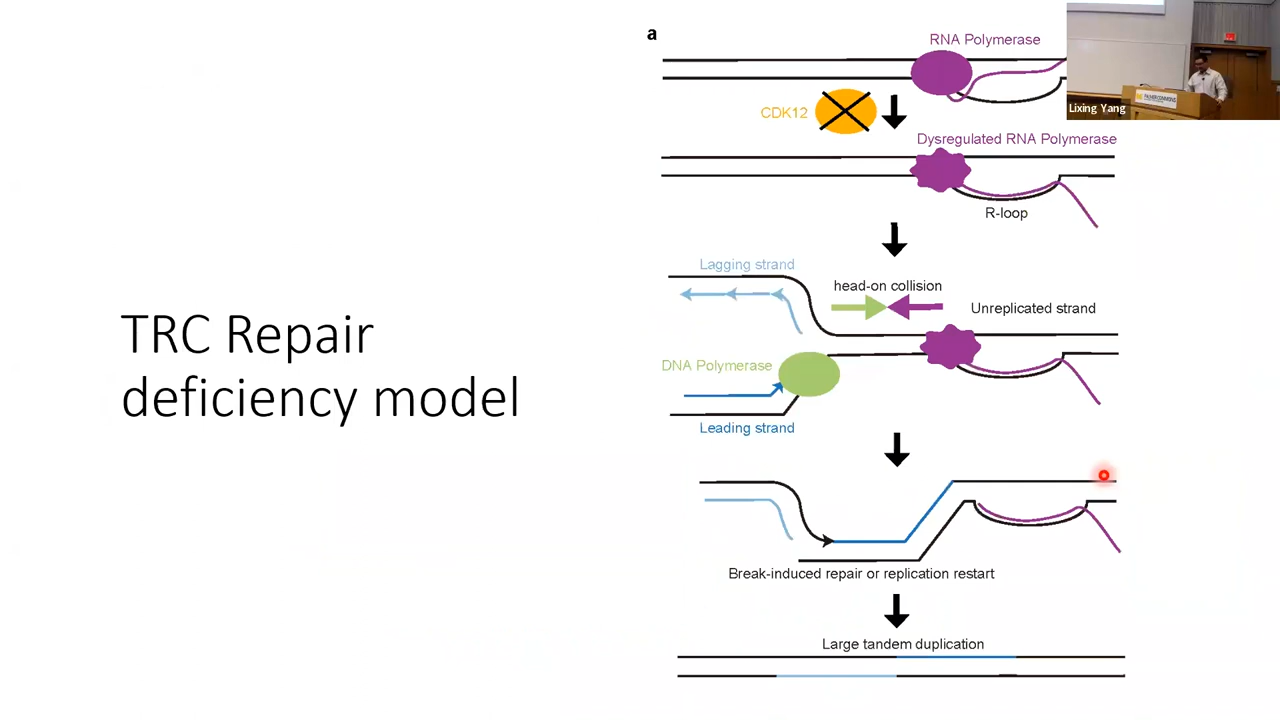 TRC Repair
deficiency model
a
RNA Polymerase
CDK12
Dysregulated RNA Polymerase
R-loop
Lagging strand
head-on collision
Unreplicated strand
DNA Polymerase
Leading strand
Break-induced repair or replication restart
Large tandem duplication
Lixing Yang